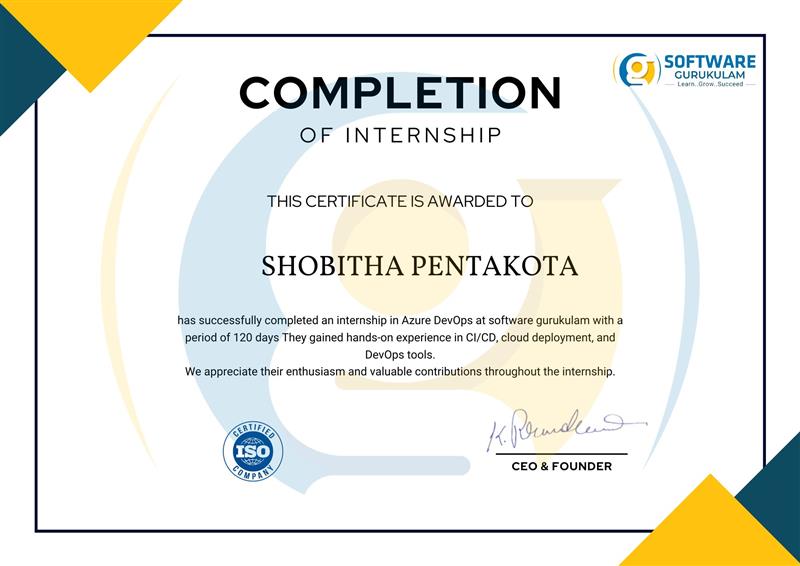 SOFTWARE
GURUKULAM
Learn..Grow..Succeed
COMPLETION
OF INTERNSHIP
THIS CERTIFICATE IS AWARDED TO
SHOBITHA PENTAKOTA
has successfully completed an internship in Azure DevOps at software gurukulam with a
period of 120 days They gained hands-on experience in CI/CD, cloud deployment, and
DevOps tools.
We appreciate their enthusiasm and valuable contributions throughout the internship.
CERTIFIED
ISO
COMPANY
CEO & FOUNDER